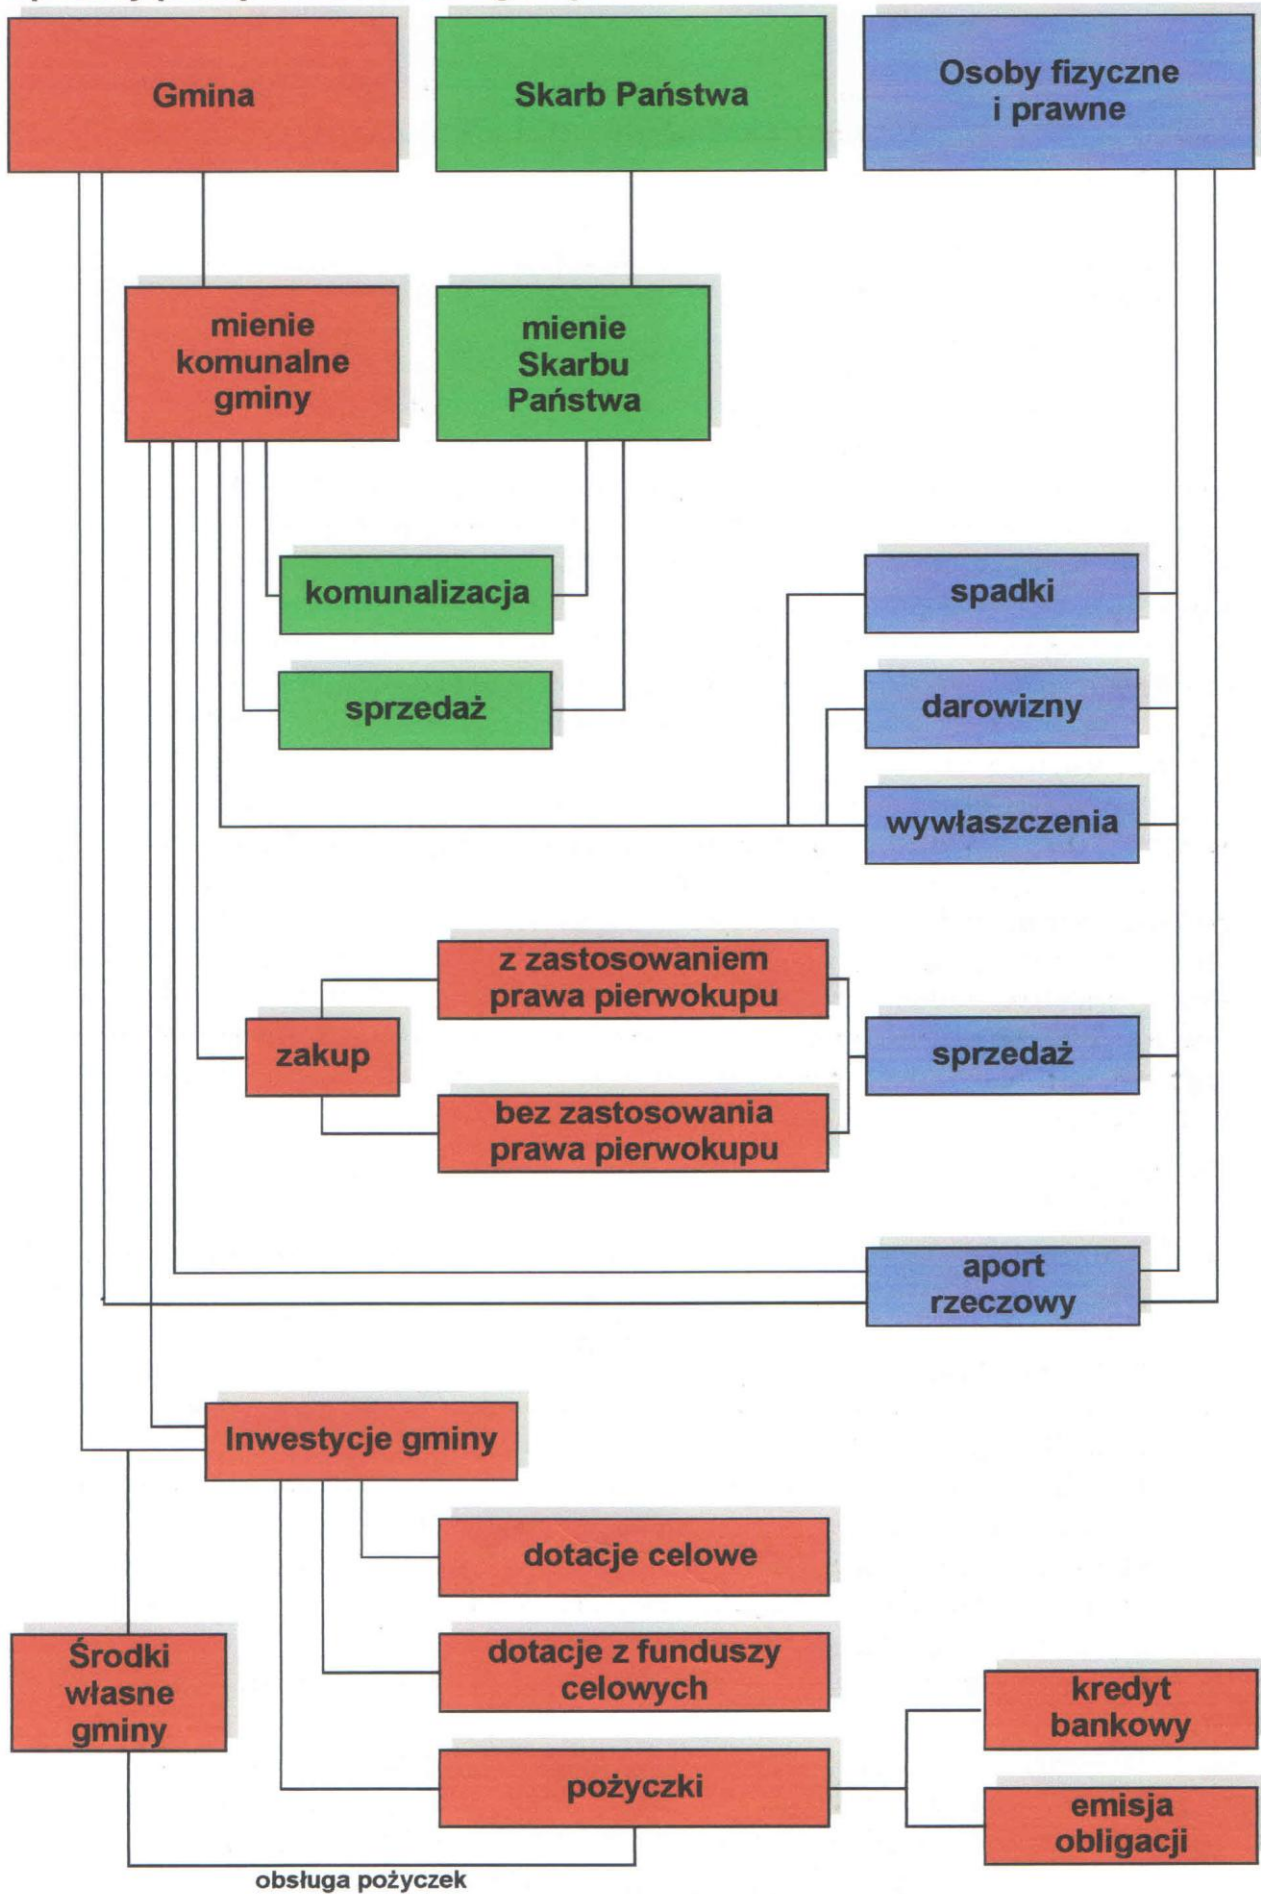 Gmina
Skarb Państwa
Osoby fizyczne
i prawne
mienie
komunalne
gminy
mienie
Skarbu
Państwa
komunalizacja
spadki
sprzedaż
darowizny
wywłaszczenia
z zastosowaniem
prawa pierwokupu
zakup
sprzedaż
bez zastosowania
prawa pierwokupu
aport
rzeczowy
Inwestycje gminy
dotacje celowe
Środki
własne
gminy
dotacje z funduszy
celowych
kredyt
bankowy
pożyczki
emisja
obligacji
obsługa pożyczek